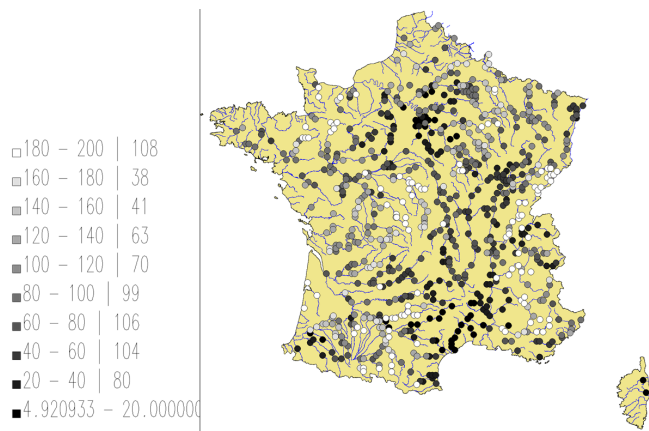 180 – 200 | 108
160 – 180 | 38
140 – 160 | 41
120 – 140 | 63
100 – 120 | 70
80 – 100 | 99
60 – 80 | 106
40 – 60 | 104
20 – 40 | 80
4.920933 – 20.000000